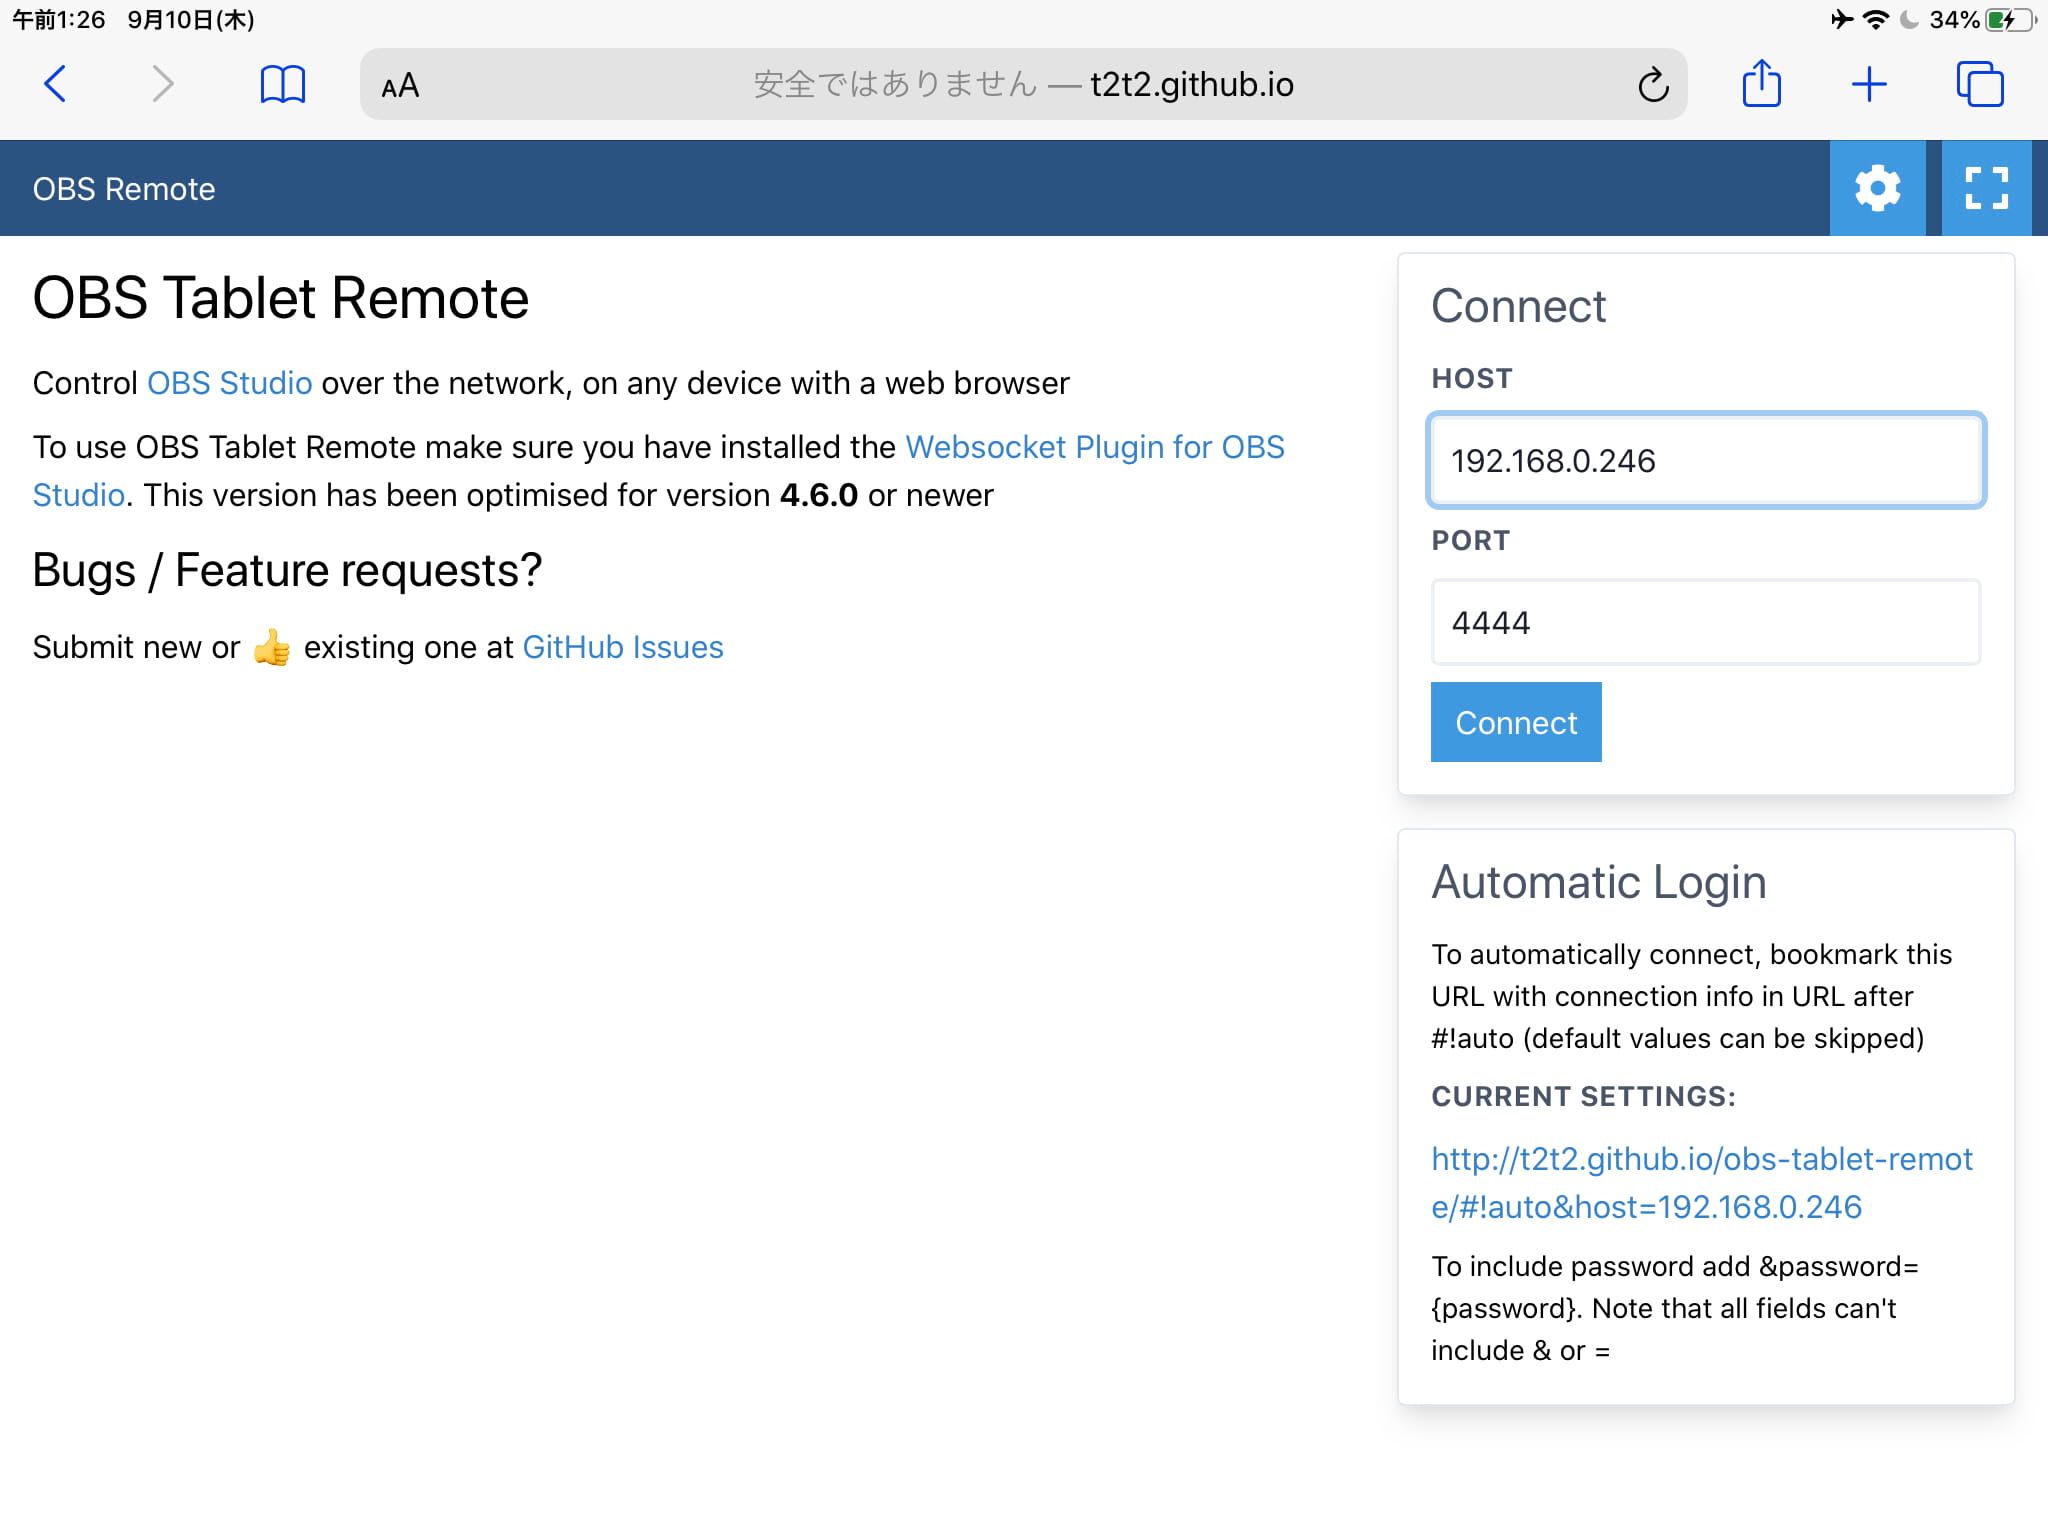 午前1:26 9月10日(木)
34%
AA 安全ではありません — t2t2.github.io
OBS Remote
OBS Tablet Remote
Control OBS Studio over the network, on any device with a web browser
To use OBS Tablet Remote make sure you have installed the Websocket Plugin for OBS
Studio. This version has been optimised for version 4.6.0 or newer
Bugs / Feature requests?
Submit new or 👍 existing one at GitHub Issues
Connect
HOST
192.168.0.246
PORT
4444
Connect
Automatic Login
To automatically connect, bookmark this
URL with connection info in URL after
#!auto (default values can be skipped)
CURRENT SETTINGS:
http://t2t2.github.io/obs-tablet-remot
e/#!auto&host=192.168.0.246
To include password add &password=
{password}. Note that all fields can't
include & or =